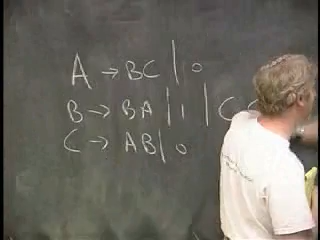 A → BC | 0
B → BA | 1 | C
C → AB | 0